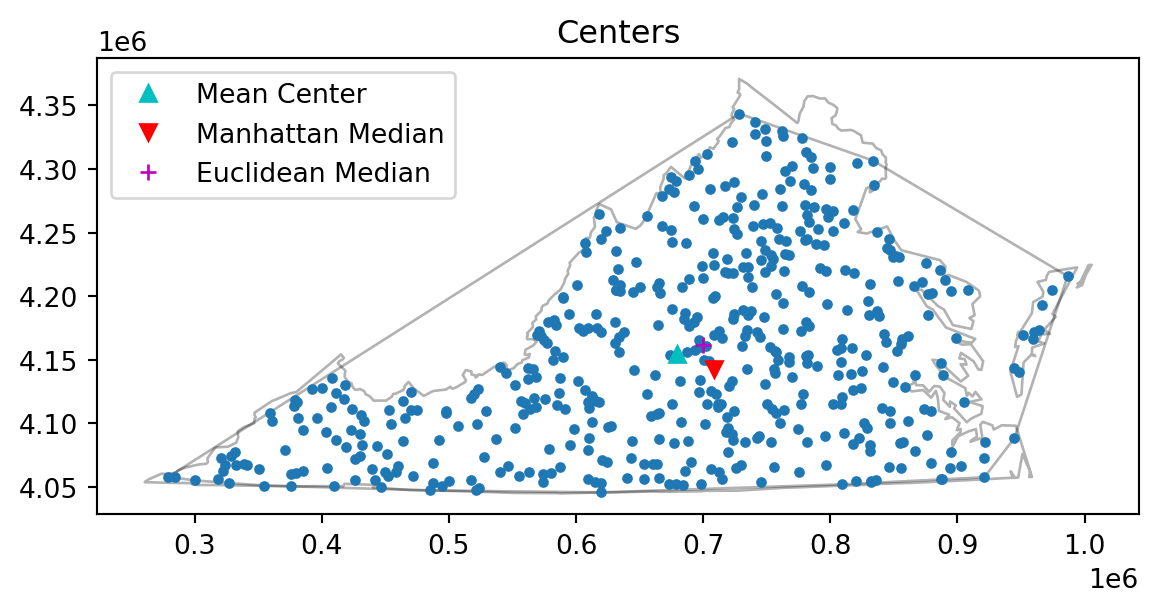 Centers
1e6
Mean Center
Manhattan Median
Euclidean Median
4.35
4.30
4.25
4.20
4.15
4.10
4.05
0.3 0.4 0.5 0.6 0.7 0.8 0.9 1.0
1e6